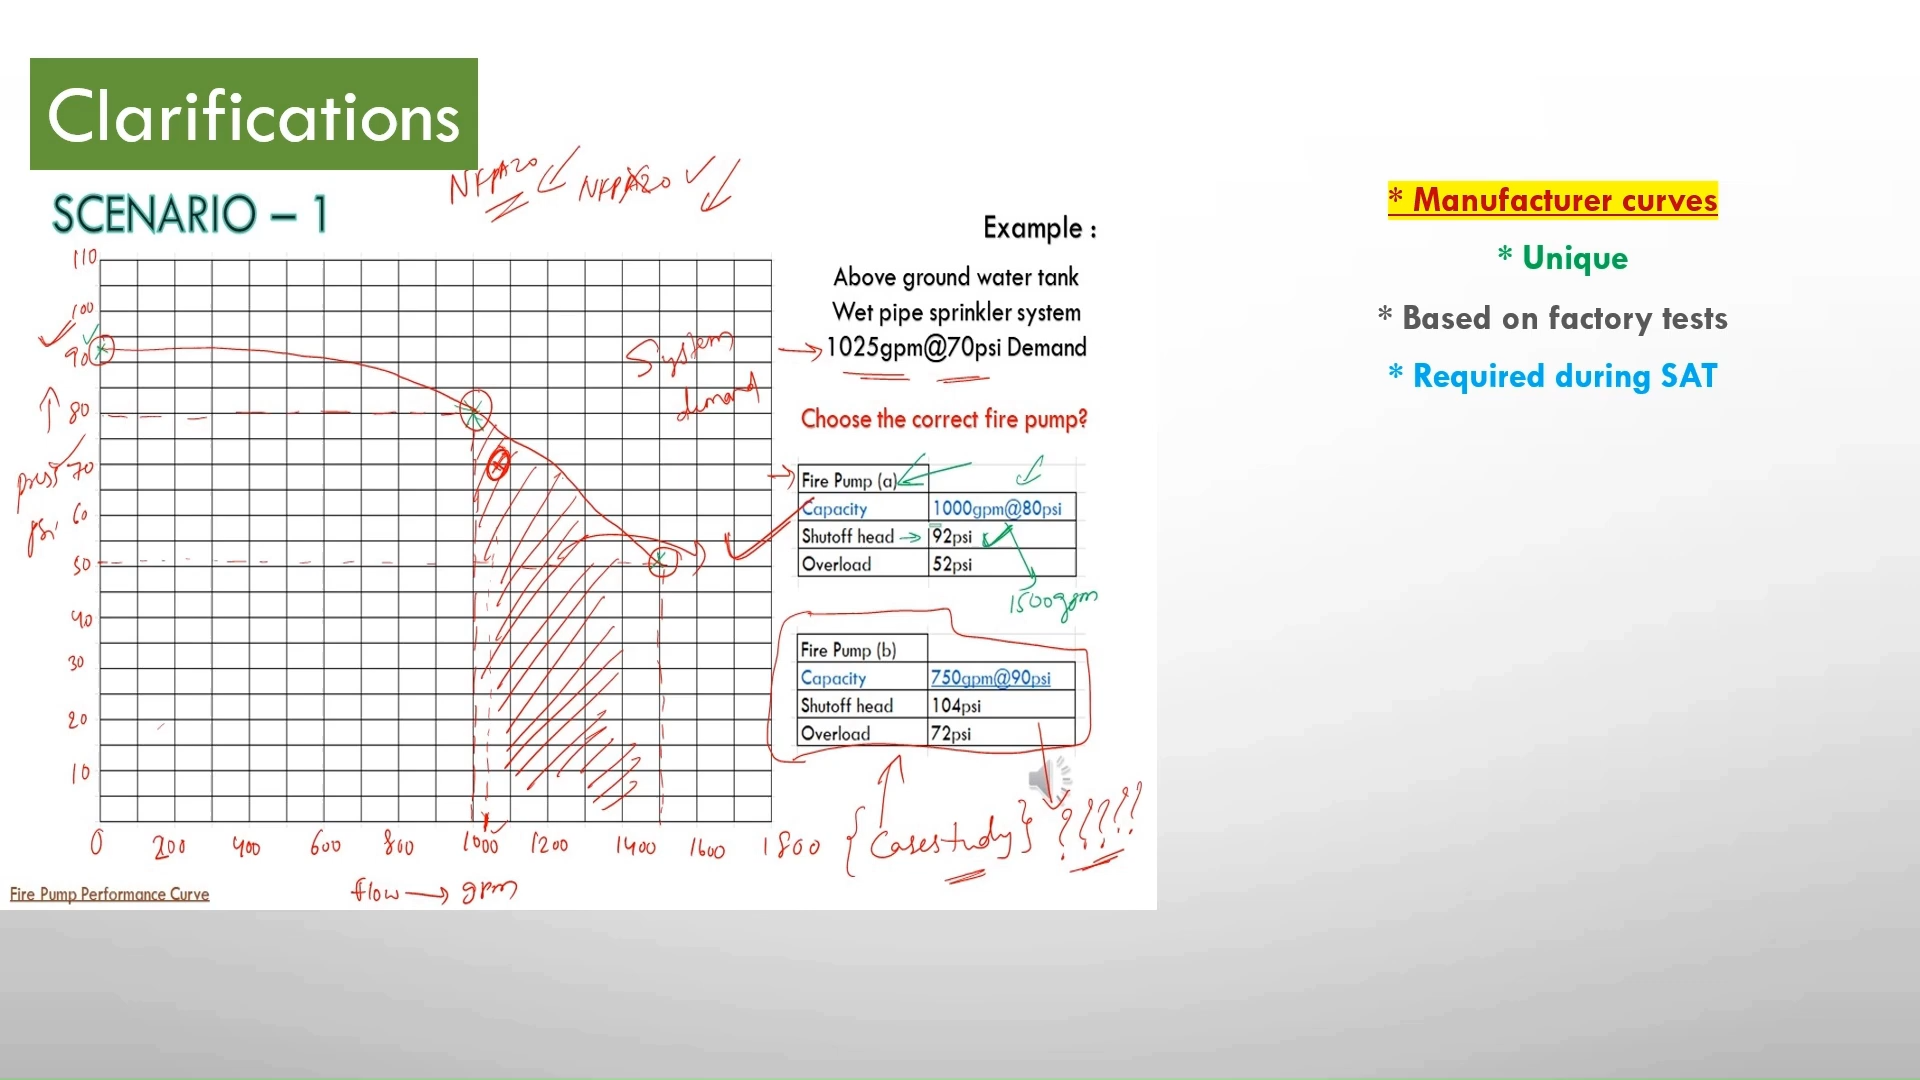 Clarifications
NFPA20 NFPA20
SCENARIO – 1
Example :
Above ground water tank
Wet pipe sprinkler system
1025gpm@70psi Demand
Choose the correct fire pump?
Fire Pump (a)
Capacity 1000gpm@80psi
Shutoff head 92psi
Overload 52psi
1500gpm
Fire Pump (b)
Capacity 750gpm@90psi
Shutoff head 104psi
Overload 72psi
{Casestudy} ?????
System
demand
110
100
90
80
70
60
50
40
30
20
10
press
psi
0 200 400 600 800 1000 1200 1400 1600 1800
flow → gpm
Fire Pump Performance Curve
* Manufacturer curves
* Unique
* Based on factory tests
* Required during SAT